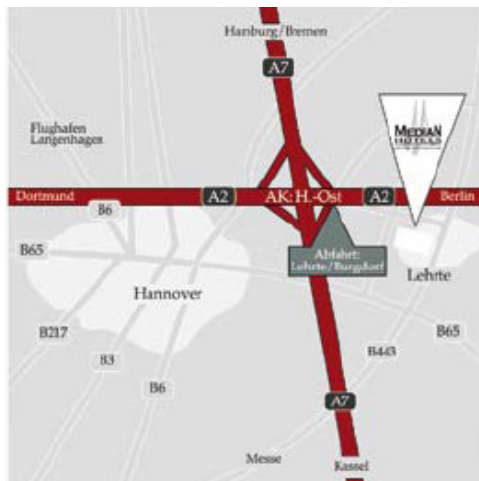 Hamburg/Bremen
A7
MEDIAN
HOTELS
Flughafen
Langenhagen
Dortmund
A2
AK: H.-Ost
A2
Berlin
B6
B65
Abfahrt:
Lehrte/Burgdorf
Lehrte
Hannover
B217
B65
B3
B443
B6
A7
Messe
Kassel